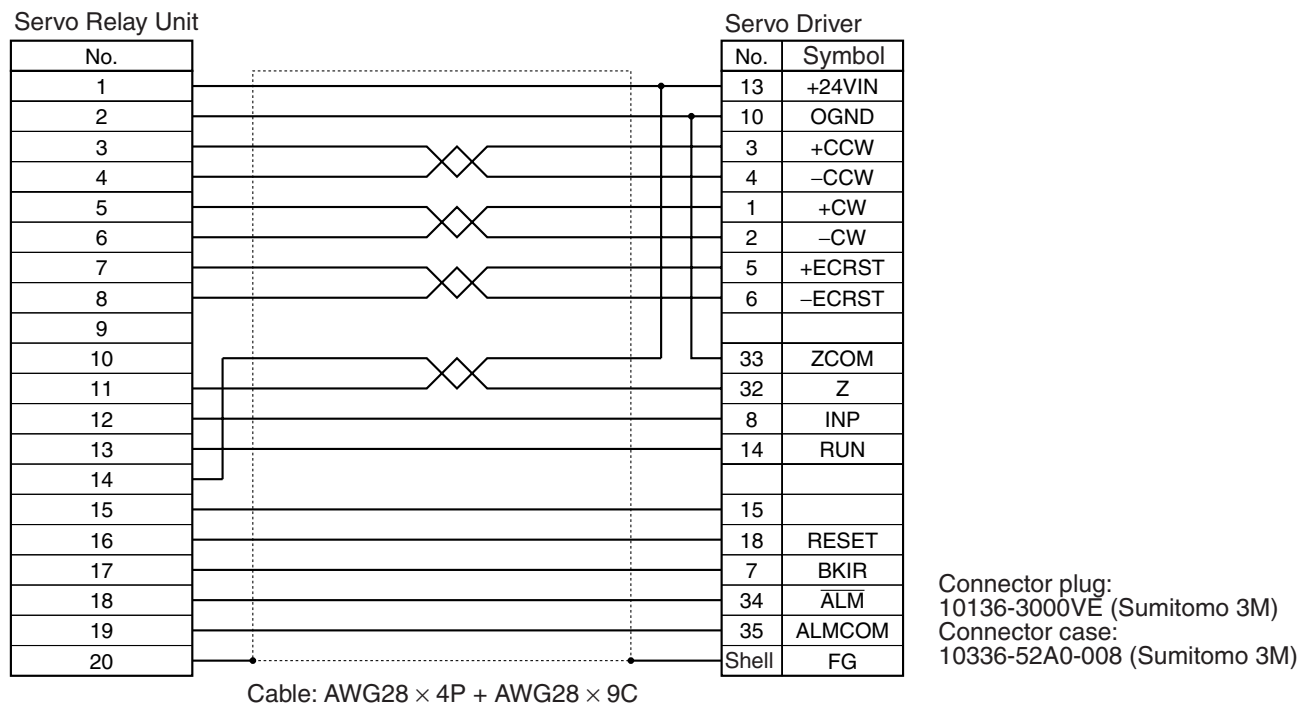 Servo Relay Unit
Servo Driver
No. No. Symbol
1 13 +24VIN
2 10 OGND
3 3 +CCW
4 4 −CCW
5 1 +CW
6 2 −CW
7 5 +ECRST
8 6 −ECRST
9
10 33 ZCOM
11 32 Z
12 8 INP
13 14 RUN
14
15 15
16 18 RESET
17 7 BKIR
18 34 A̅L̅M̅
19 35 ALMCOM
20 Shell FG
Connector plug:
10136-3000VE (Sumitomo 3M)
Connector case:
10336-52A0-008 (Sumitomo 3M)
Cable: AWG28 × 4P + AWG28 × 9C